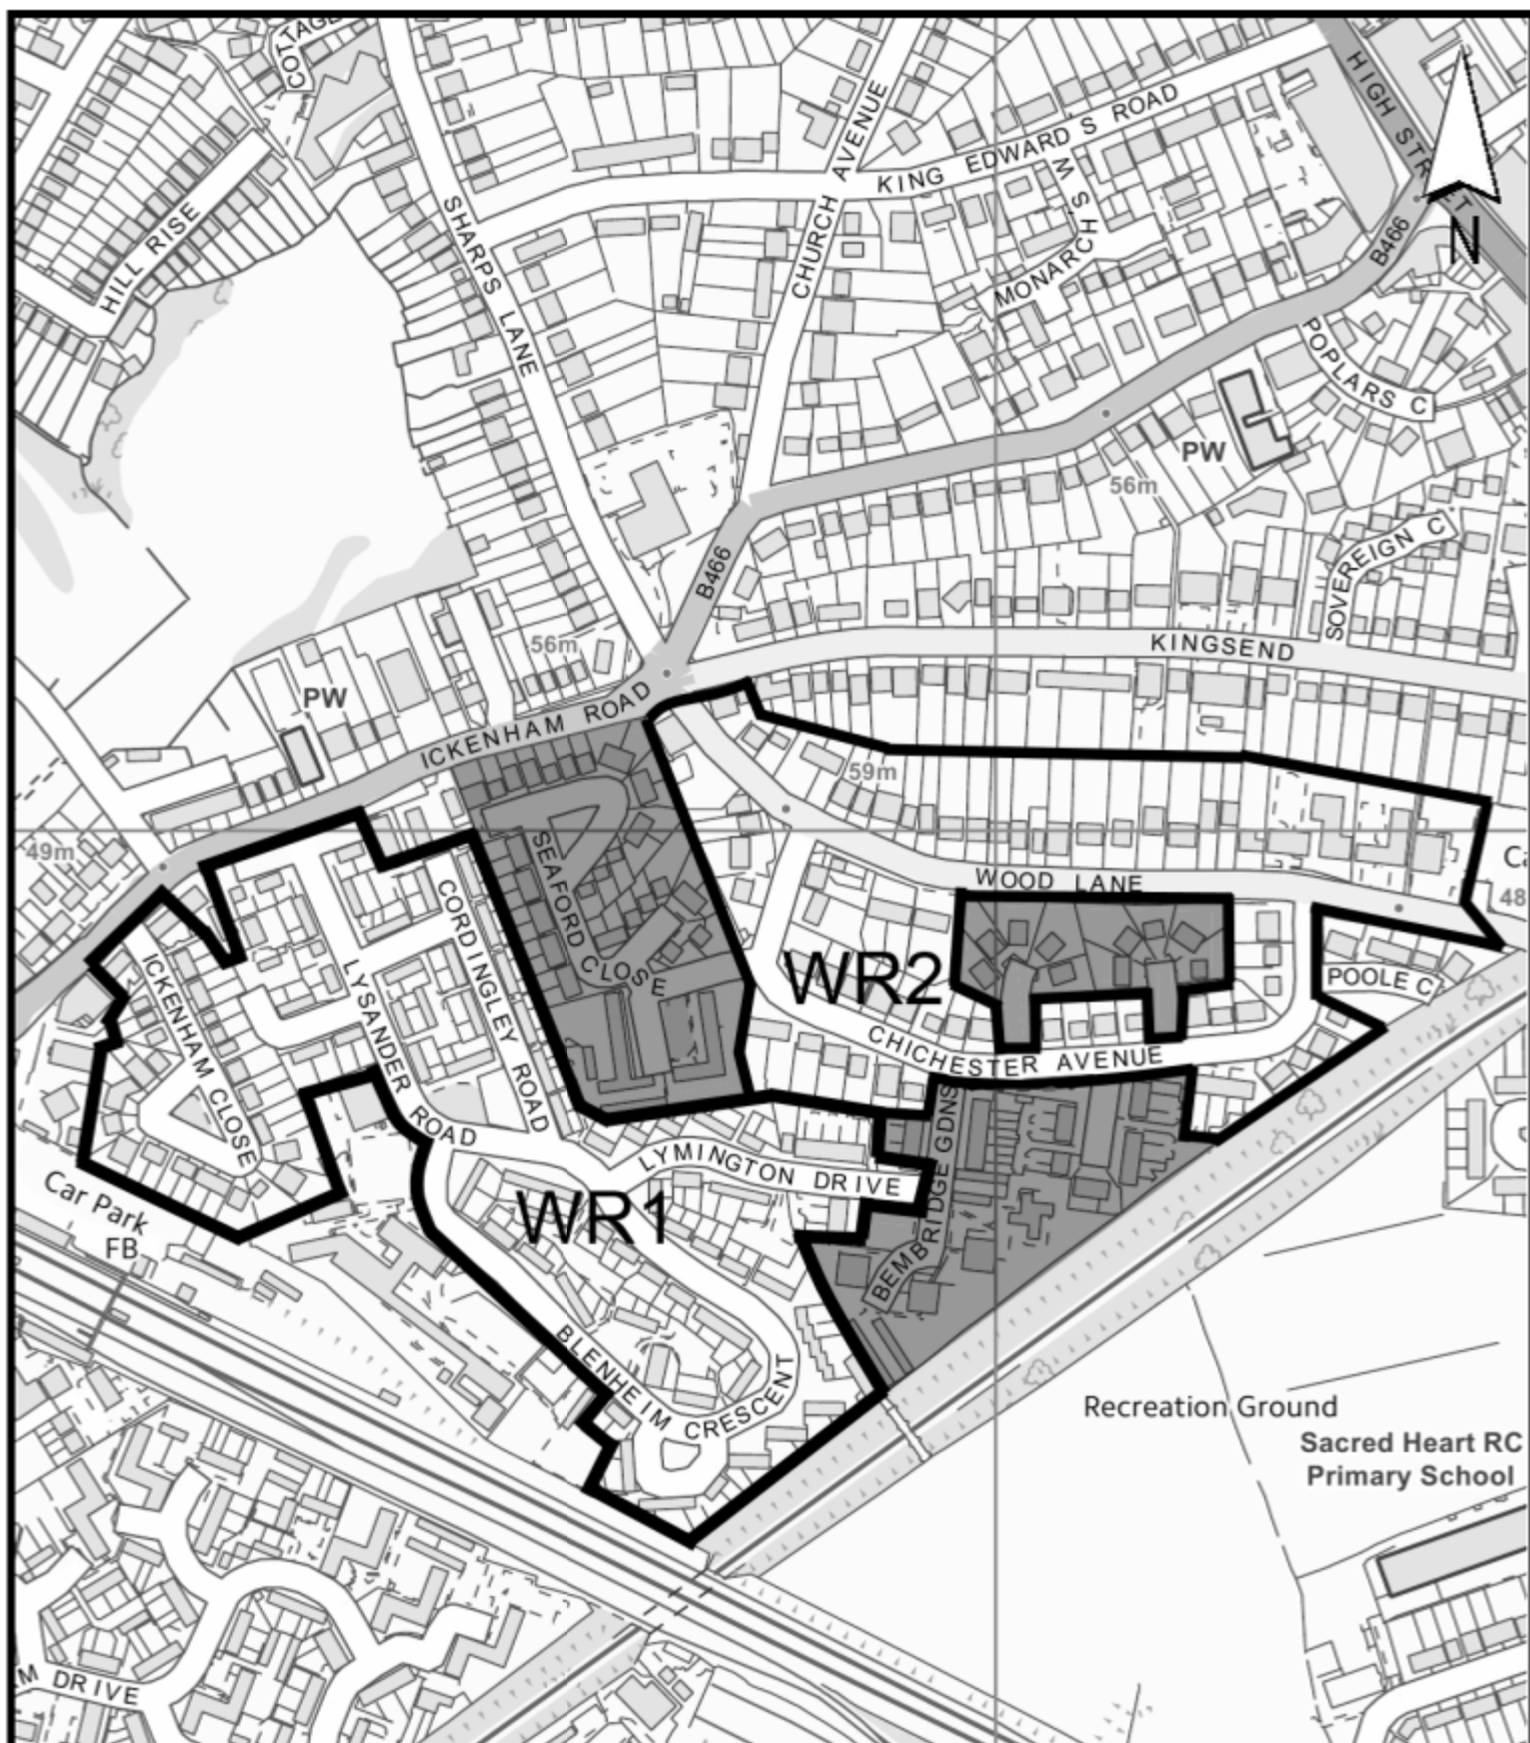 COTTAGE
HIGH STREET
CHURCH AVENUE
KING EDWARD S ROAD
HILL RISE
SHARPS LANE
MONARCH'S W
B466
N
POPLARS C
PW
56m
SOVEREIGN C
B466
KINGSEND
56m
PW
ICKENHAM ROAD
59m
49m
SEAFORD CLOSE
WOOD LANE
Ca
48
CORDINGLEY ROAD
ICKENHAM CLOSE
LYSANDER ROAD
WR2
POOLE C
CHICHESTER AVENUE
BEMBRIDGE GDNS
LYMINGTON DRIVE
WR1
Car Park
FB
BLENHEIM CRESCENT
Recreation Ground
Sacred Heart RC
Primary School
M DRIVE